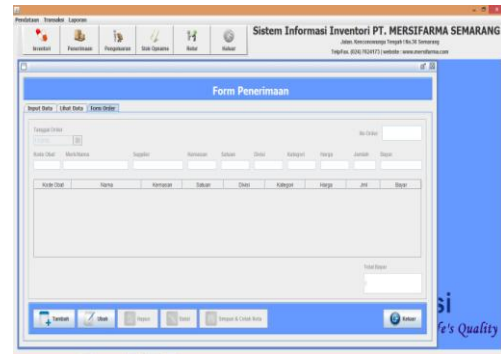 Pendataan Transaksi Laporan
Inventori Penerimaan Pengeluaran Stok Opname Retur Keluar
Sistem Informasi Inventori PT. MERSIFARMA SEMARANG
Form Penerimaan
Input Data Lihat Data Form Order
Tanggal Order
No Order
Kode Obat Merk/Nama Supplier Kemasan Satuan Divisi Kategori Harga Jumlah Bayar
Kode Obat Nama Kemasan Satuan Divisi Kategori Harga Jml Bayar
Total Bayar
Tambah Ubah Hapus Batal Simpan & Cetak Nota Keluar
si
fe's Quality